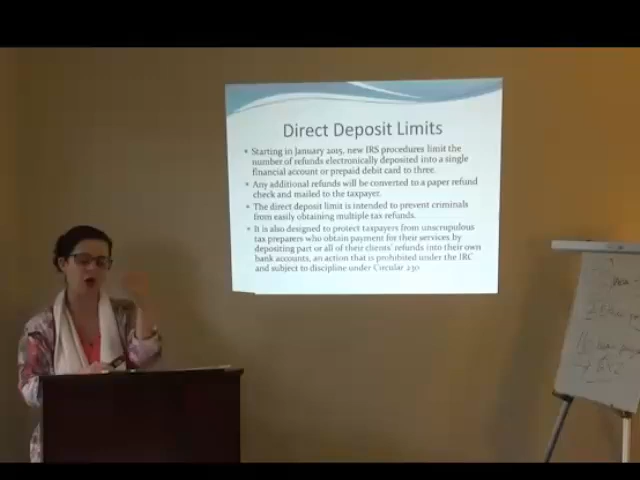 Direct Deposit Limits
• Starting in January 2015, new IRS procedures limit the
number of refunds electronically deposited into a single
financial account or prepaid debit card to three.
• Any additional refunds will be converted to a paper refund
check and mailed to the taxpayer.
• The direct deposit limit is intended to prevent criminals
from easily obtaining multiple tax refunds.
• It is also designed to protect taxpayers from unscrupulous
tax preparers who obtain payment for their services by
depositing part or all of their clients' refunds into their own
bank accounts, an action that is prohibited under the IRC
and subject to discipline under Circular 230